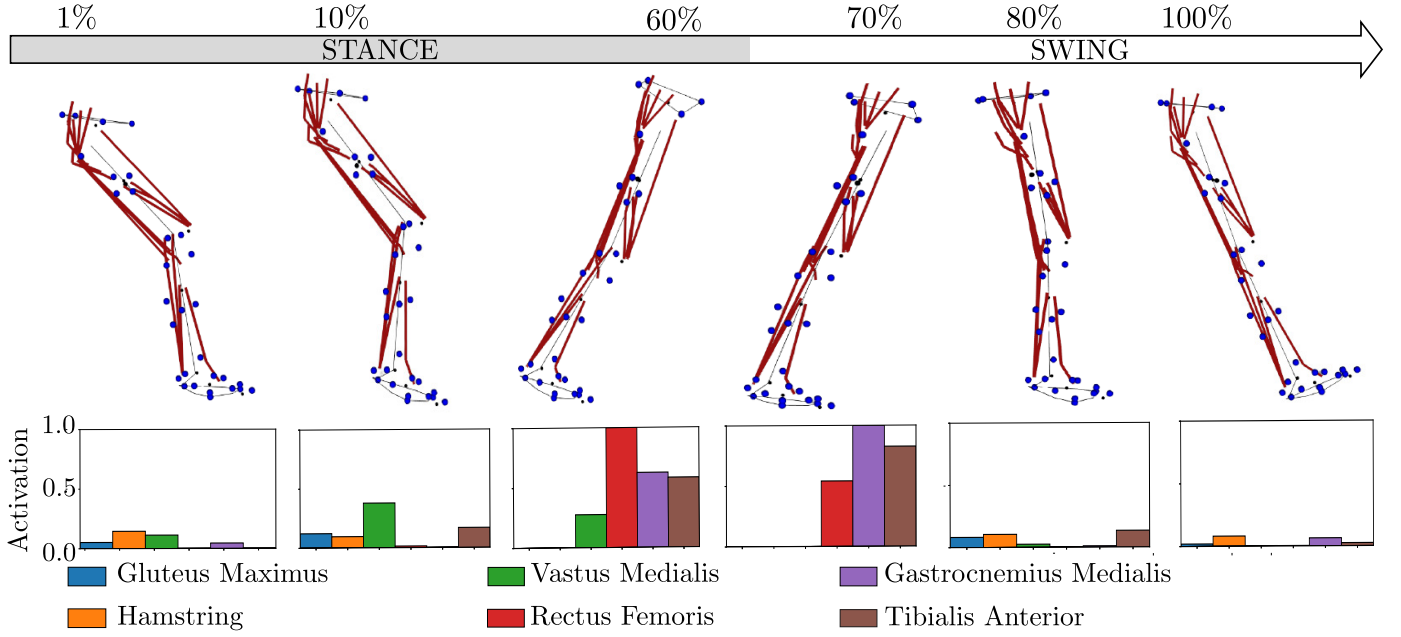 1% 10% 60% 70% 80% 100%
STANCE SWING
Activation
1.0
0.5
0.0
Gluteus Maximus Vastus Medialis Gastrocnemius Medialis
Hamstring Rectus Femoris Tibialis Anterior